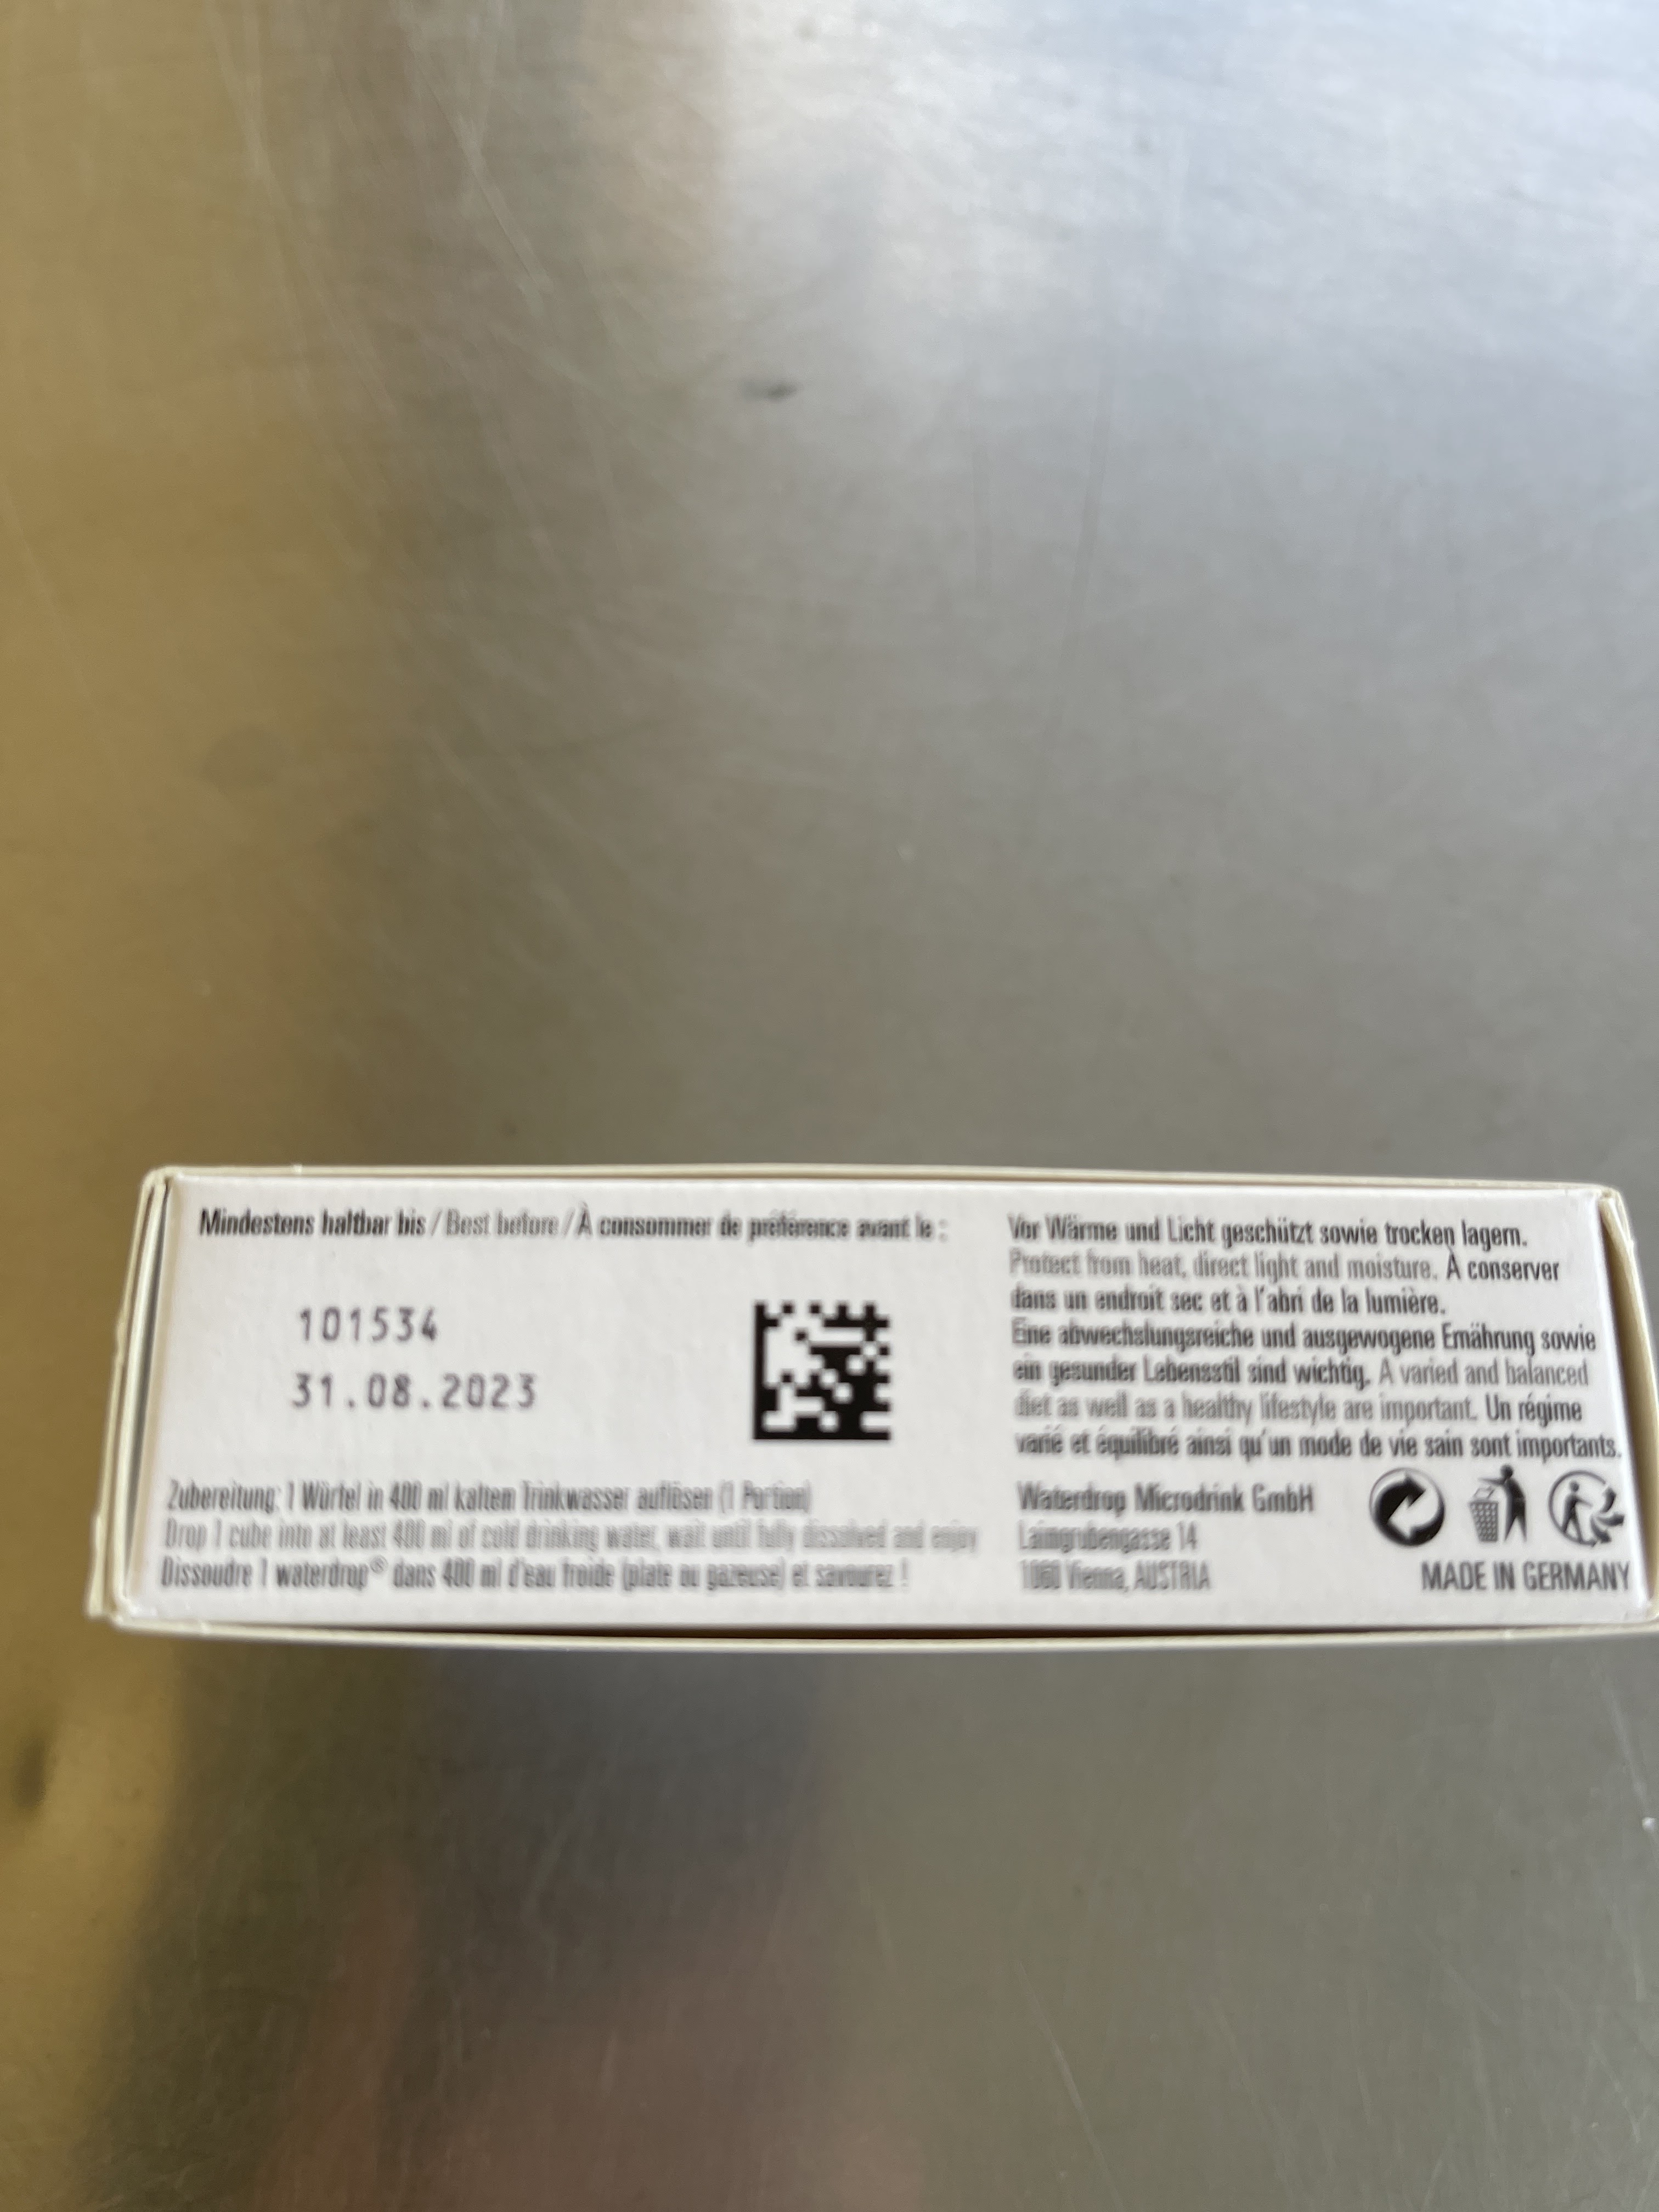 Mindestens haltbar bis / Best before / À consommer de préférence avant le :
101534
31.08.2023
Zubereitung: 1 Würfel in 400 ml kaltem Trinkwasser auflösen (1 Portion)
Drop 1 cube into at least 400 ml of cold drinking water, wait until fully dissolved and enjoy
Dissoudre 1 waterdrop® dans 400 ml d'eau froide (plate ou gazeuse) et savourez !
Vor Wärme und Licht geschützt sowie trocken lagern.
Protect from heat, direct light and moisture. À conserver
dans un endroit sec et à l'abri de la lumière.
Eine abwechslungsreiche und ausgewogene Ernährung sowie
ein gesunder Lebensstil sind wichtig. A varied and balanced
diet as well as a healthy lifestyle are important. Un régime
varié et équilibré ainsi qu'un mode de vie sain sont importants.
Waterdrop Microdrink GmbH
Laimgrubengasse 14
1060 Vienna, AUSTRIA
MADE IN GERMANY